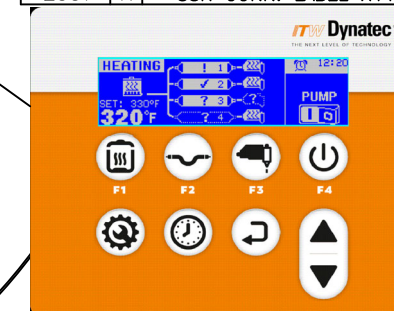 ITW Dynatec
THE NEXT LEVEL OF TECHNOLOGY
HEATING
! 1
✓ 2
? 3 ?
? 4
12:20
SET: 330°F
320°F
PUMP
F1 F2 F3 F4